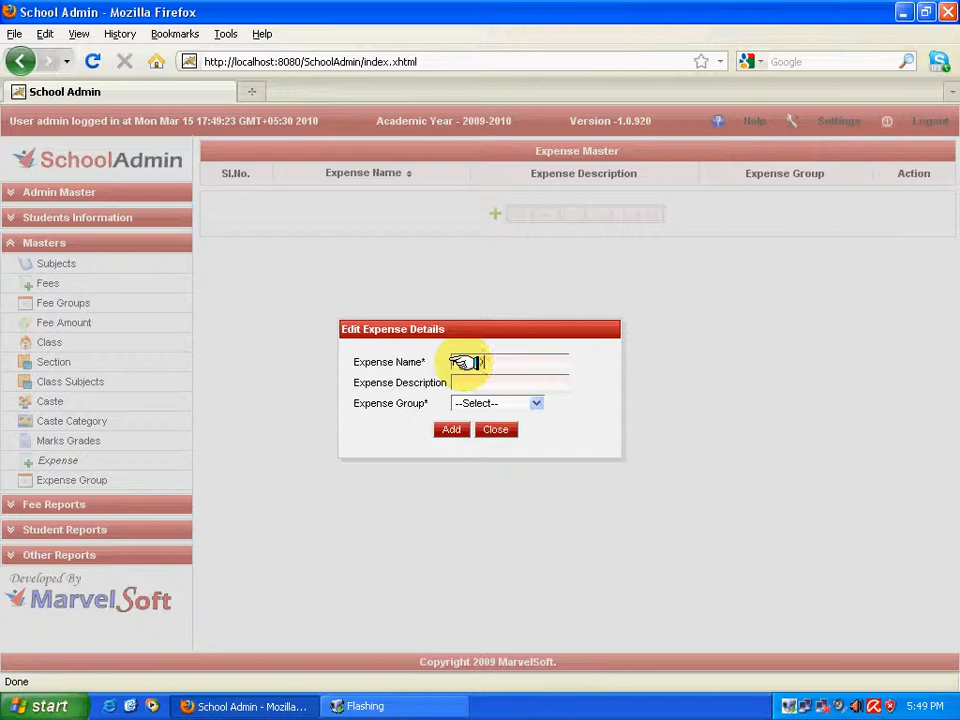 School Admin - Mozilla Firefox
File Edit View History Bookmarks Tools Help
http://localhost:8080/SchoolAdmin/index.xhtml
Google
School Admin
User admin logged in at Mon Mar 15 17:49:23 GMT+05:30 2010 Academic Year - 2009-2010 Version -1.0.920 Help Settings Logout
SchoolAdmin
Expense Master
Sl.No. Expense Name Expense Description Expense Group Action
Admin Master
Students Information
Masters
Subjects
Fees
Fee Groups
Fee Amount
Class
Section
Class Subjects
Caste
Caste Category
Marks Grades
Expense
Expense Group
Fee Reports
Student Reports
Other Reports
Developed By
MarvelSoft
Edit Expense Details
Expense Name*
Expense Description
Expense Group* --Select--
Add Close
Copyright 2009 MarvelSoft.
Done
start School Admin - Mozilla... Flashing 5:49 PM